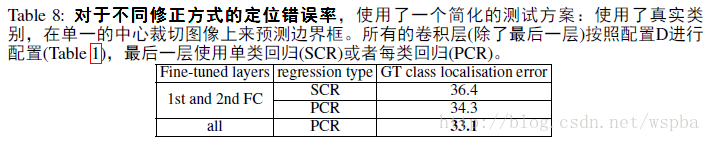 Table 8: 对于不同修正方式的定位错误率，使用了一个简化的测试方案：使用了真实类
别，在单一的中心裁切图像上来预测边界框。所有的卷积层(除了最后一层)按照配置D进行
配置(Table 1)，最后一层使用单类回归(SCR)或者每类回归(PCR)。
Fine-tuned layers regression type GT class localisation error
1st and 2nd FC SCR 36.4
PCR 34.3
all PCR 33.1
http://blog.csdn.net/wspba